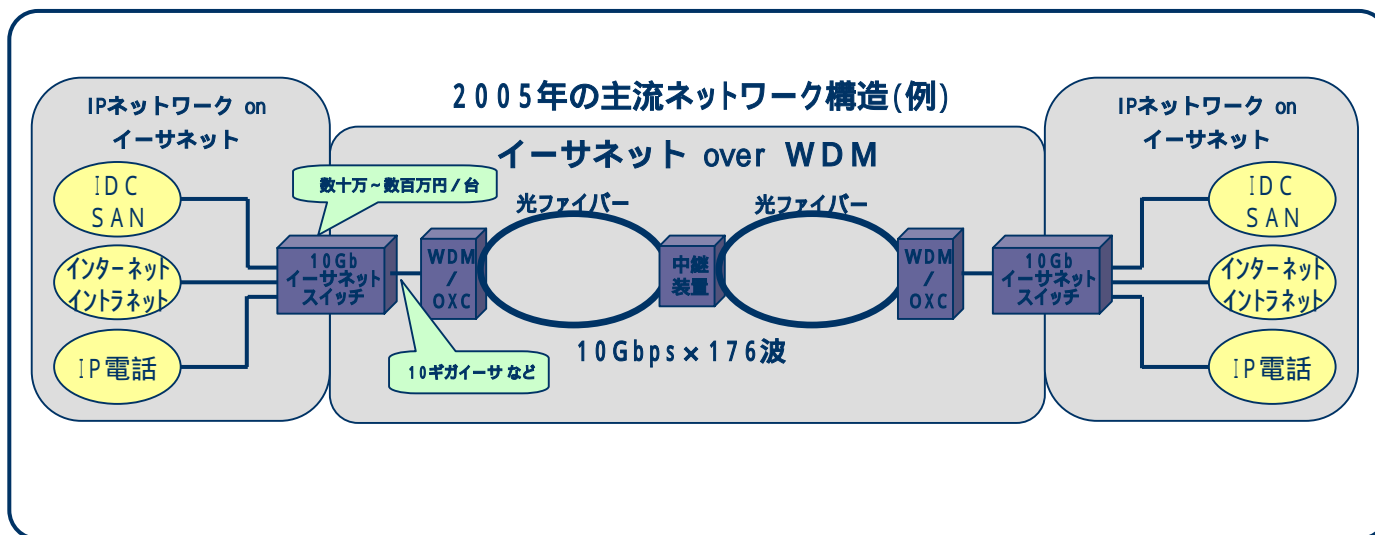 2005年の主流ネットワーク構造(例)
IPネットワーク on
イーサネット
IDC
SAN
インターネット
イントラネット
IP電話
数十万~数百万円/台
10Gb
イーサネット
スイッチ
イーサネット over WDM
光ファイバー
光ファイバー
WDM
/
OXC
中継
装置
WDM
/
OXC
10ギガイーサなど
10Gbps×176波
10Gb
イーサネット
スイッチ
IPネットワーク on
イーサネット
IDC
SAN
インターネット
イントラネット
IP電話